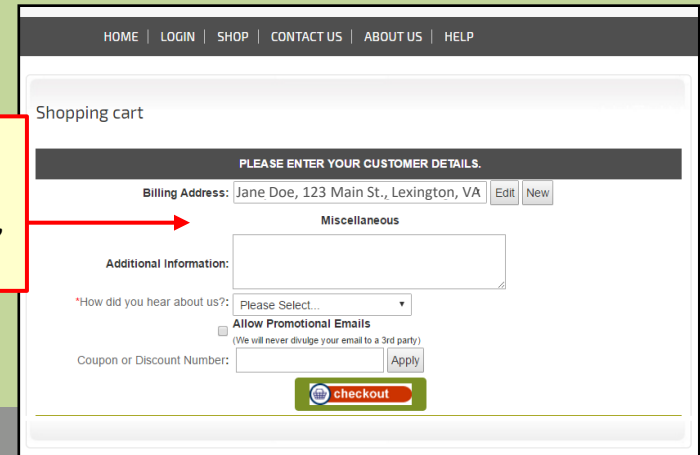 HOME | LOGIN | SHOP | CONTACT US | ABOUT US | HELP
Shopping cart
PLEASE ENTER YOUR CUSTOMER DETAILS.
Billing Address: Jane Doe, 123 Main St., Lexington, VA Edit New
Miscellaneous
Additional Information:
*How did you hear about us?: Please Select...
Allow Promotional Emails
(We will never divulge your email to a 3rd party)
Coupon or Discount Number: Apply
checkout